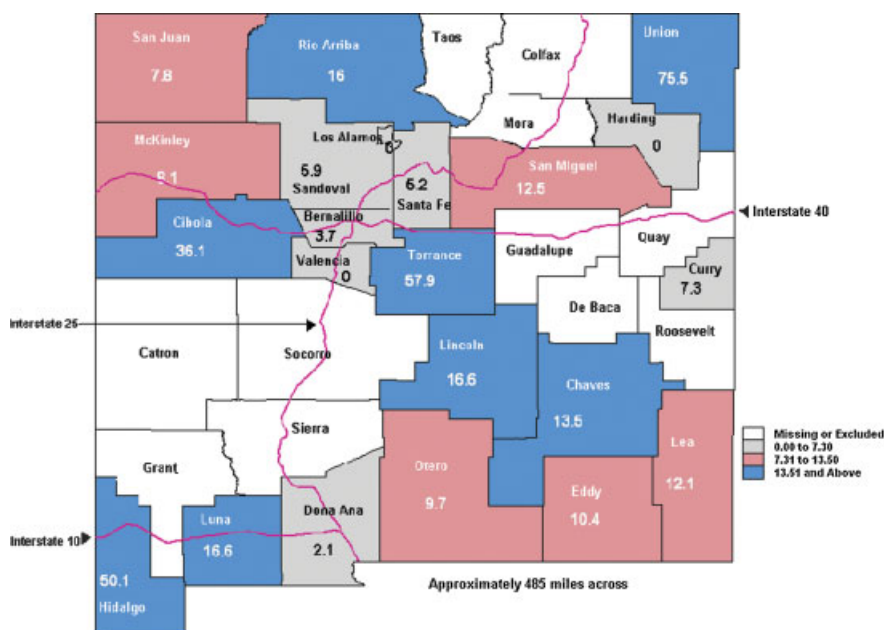 San Juan
7.8
Rio Arriba
16
Taos
Colfax
Union
75.5
McKinley
8.1
Los Alamos
0
5.9
Sandoval
6.2
Santa Fe
Mora
Harding
0
San Miguel
12.5
Interstate 40
Cibola
36.1
Bernalillo
3.7
Valencia
0
Torrance
57.9
Guadalupe
Quay
Curry
7.3
De Baca
Roosevelt
Interstate 25
Catron
Socorro
Lincoln
16.6
Chaves
13.5
Sierra
Grant
Otero
9.7
Lea
12.1
Eddy
10.4
Missing or Excluded
0.00 to 7.30
7.31 to 13.50
13.51 and Above
Interstate 10
Luna
16.6
Dona Ana
2.1
50.1
Hidalgo
Approximately 485 miles across